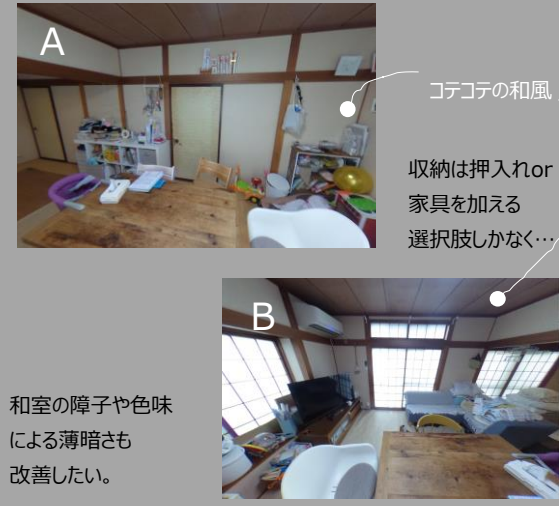 A
コテコテの和風
収納は押入れor
家具を加える
選択肢しかなく…
B
和室の障子や色味
による薄暗さも
改善したい。